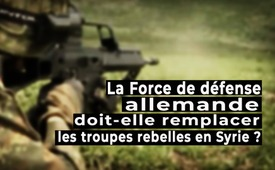 La Force de défense
allemande
doit-elle remplacer
les troupes rebelles en Syrie ?